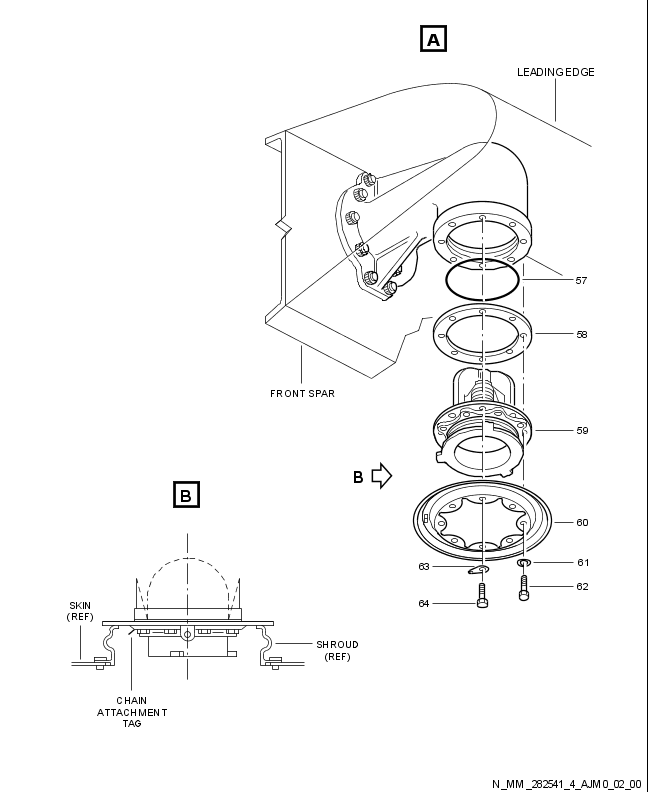 A
LEADING EDGE
57
58
FRONT SPAR
59
B
B
60
63
61
62
64
SKIN
(REF)
SHROUD
(REF)
CHAIN
ATTACHMENT
TAG
N_MM_282541_4_AJM0_02_00